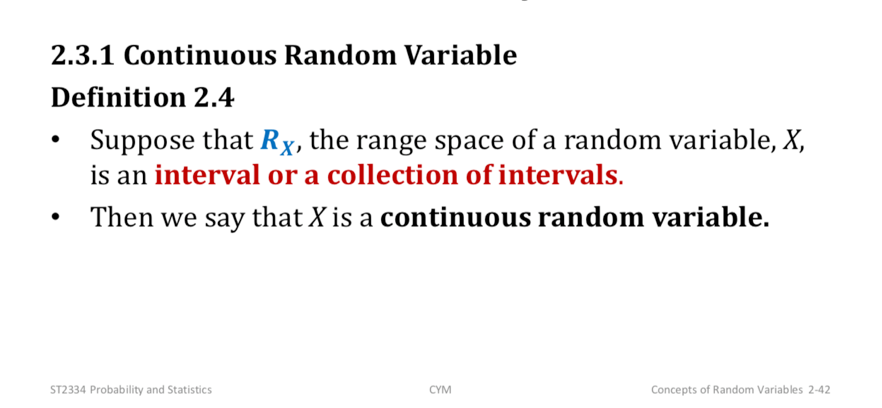 2.3.1 Continuous Random Variable
Definition 2.4
• Suppose that R_X, the range space of a random variable, X,
is an interval or a collection of intervals.
• Then we say that X is a continuous random variable.
ST2334 Probability and Statistics CYM Concepts of Random Variables 2-42